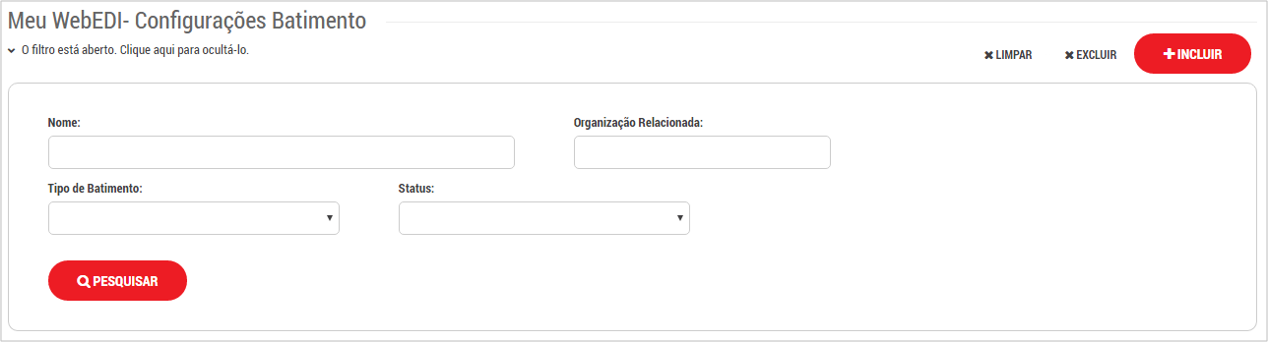 Meu WebEDI- Configurações Batimento
O filtro está aberto. Clique aqui para ocultá-lo.
LIMPAR EXCLUIR INCLUIR
Nome: Organização Relacionada:
Tipo de Batimento: Status:
PESQUISAR